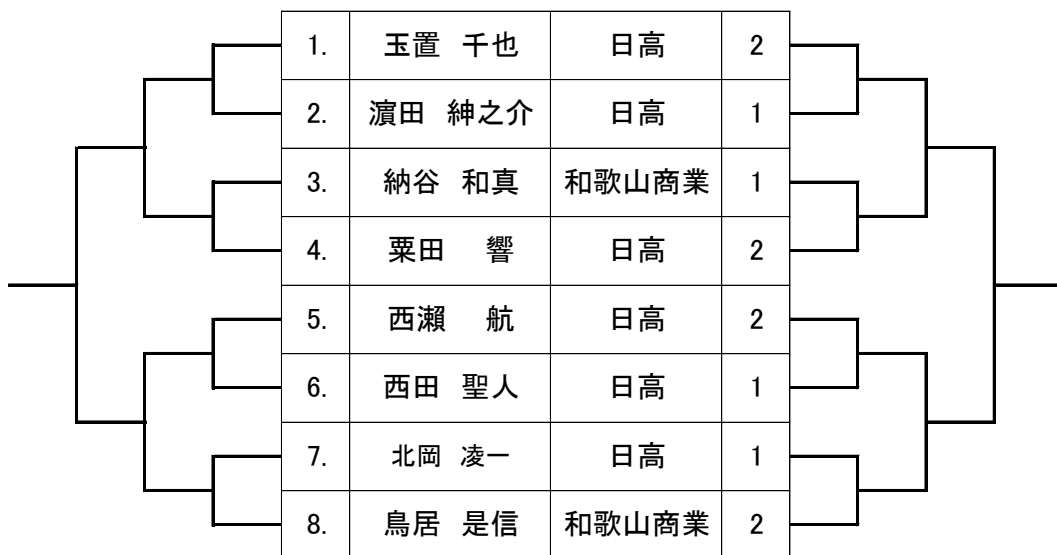 1. 玉置 千也 日高 2
2. 濵田 紳之介 日高 1
3. 納谷 和真 和歌山商業 1
4. 粟田 響 日高 2
5. 西瀨 航 日高 2
6. 西田 聖人 日高 1
7. 北岡 凌一 日高 1
8. 鳥居 是信 和歌山商業 2